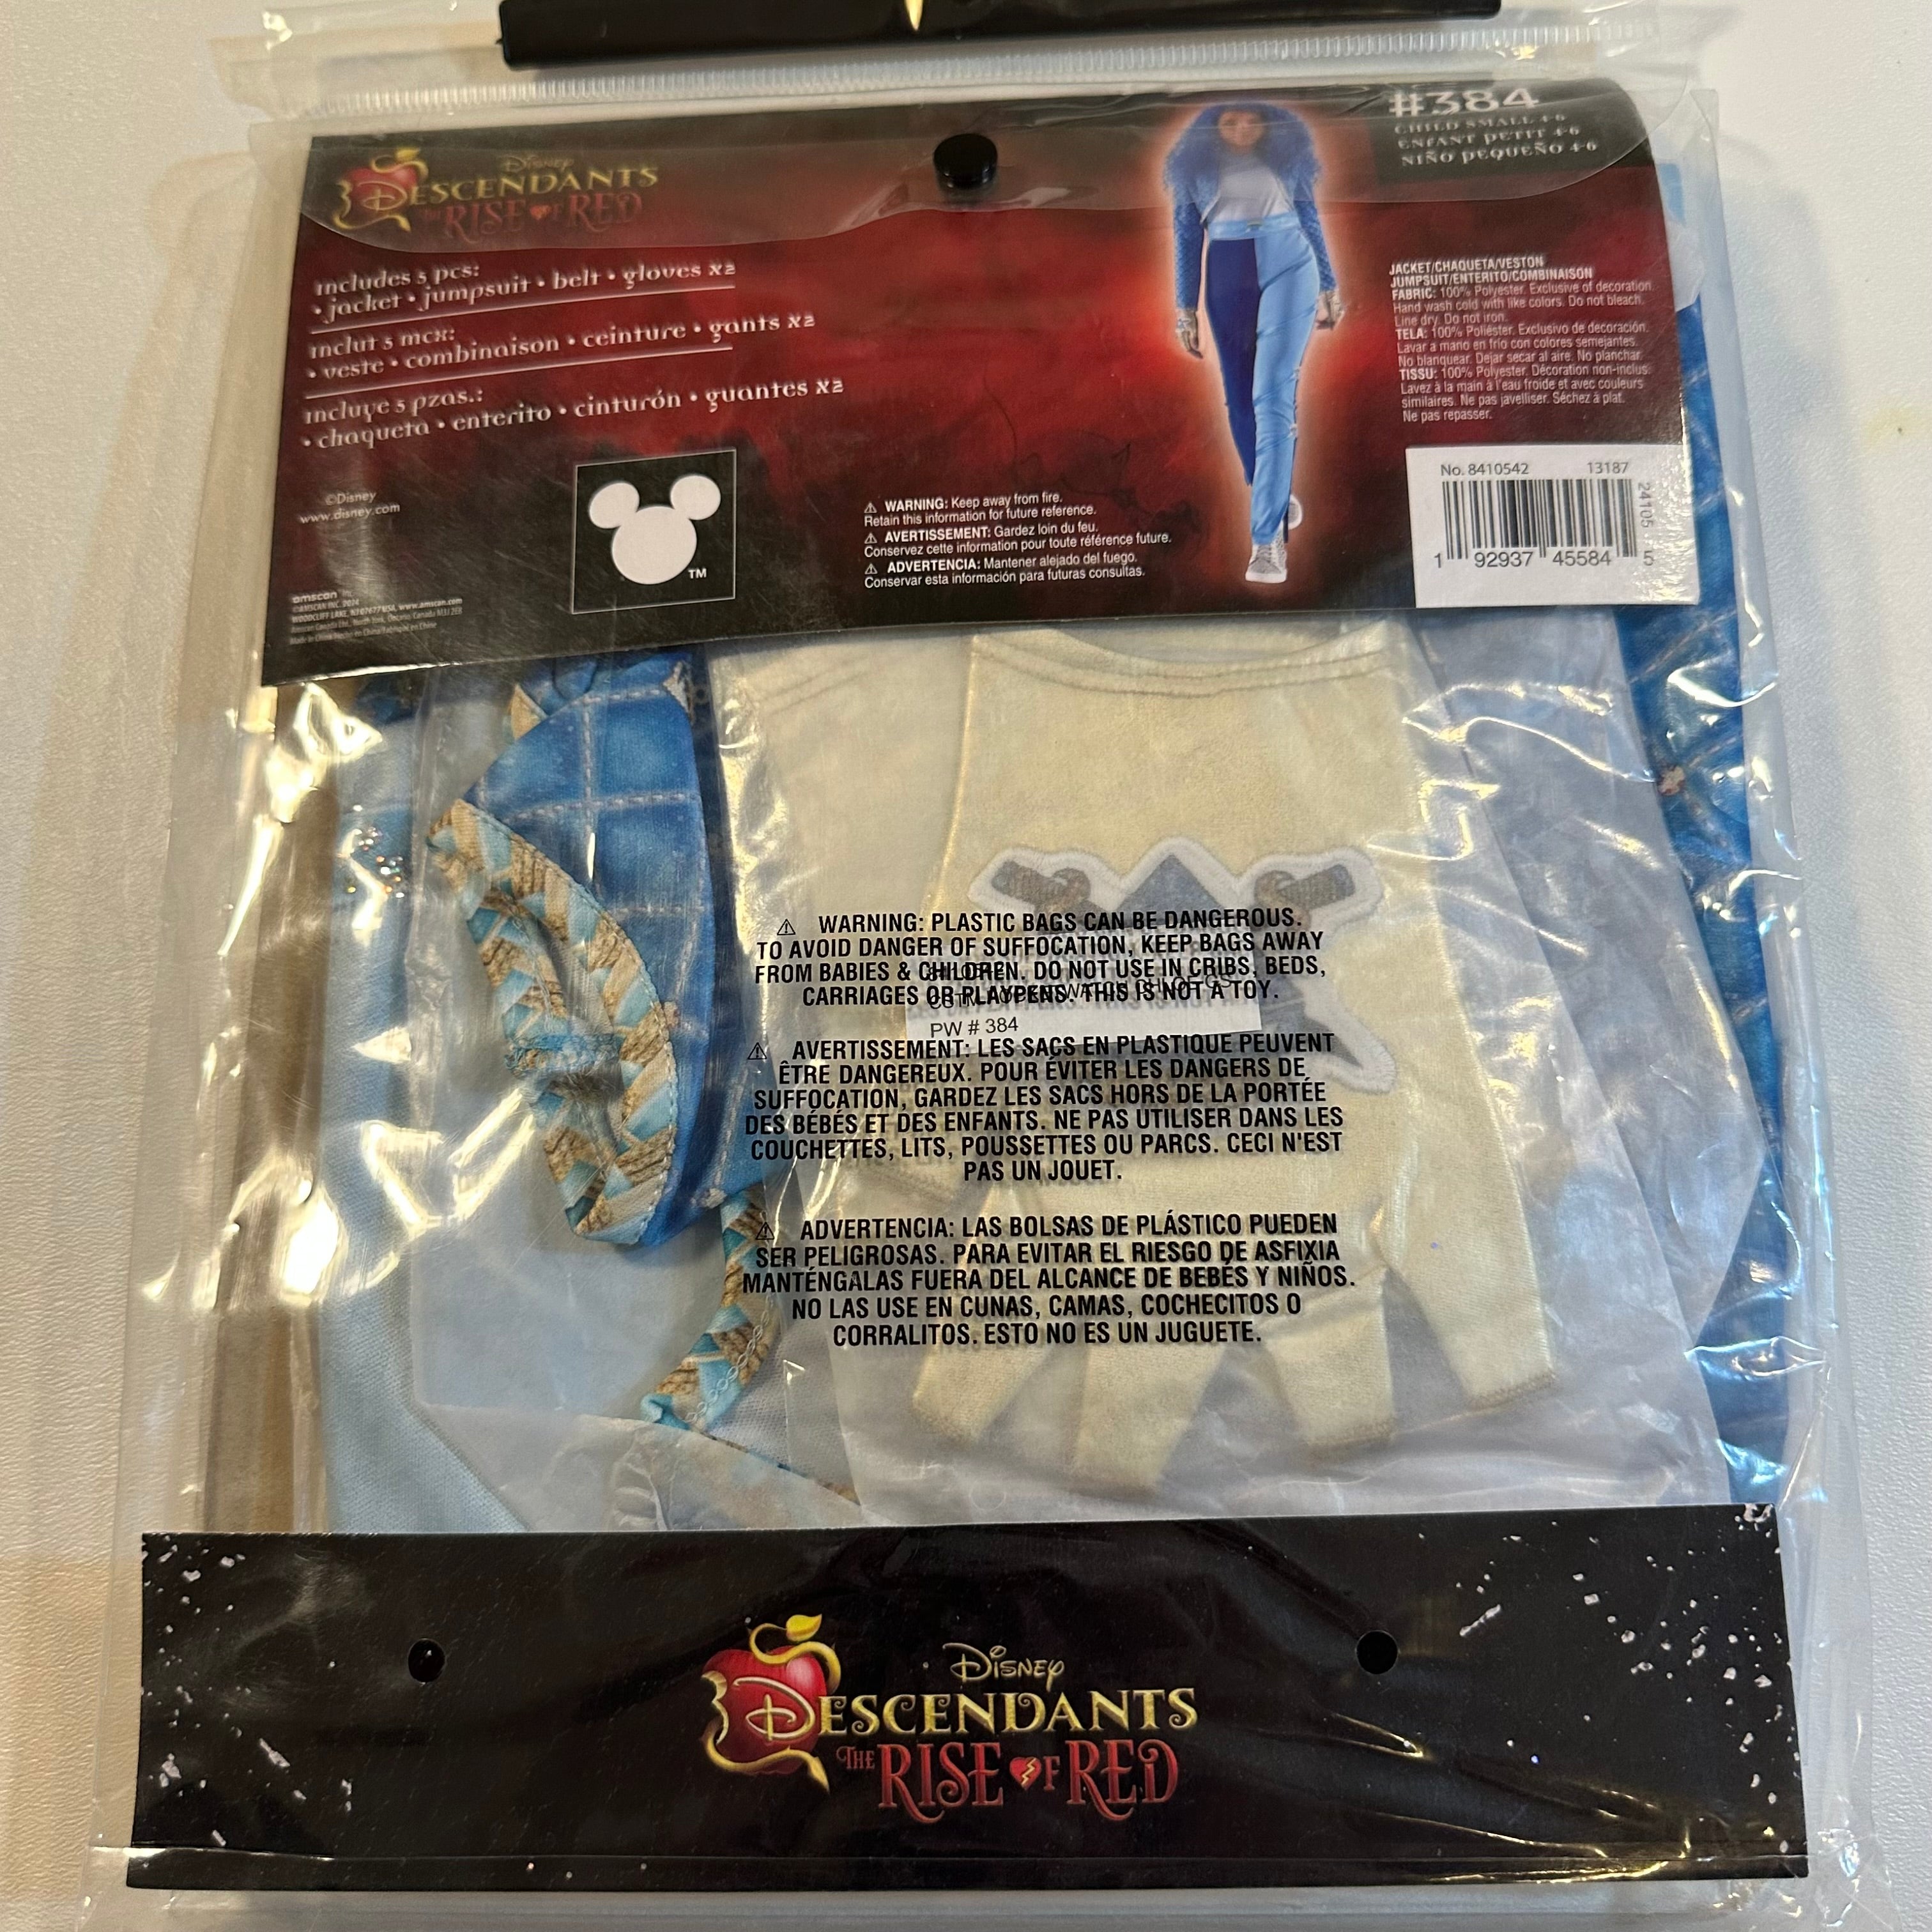 #384
CHILD SMALL 4-6
ENFANT PETIT 4-6
NIÑO PEQUEÑO 4-6
Disney
DESCENDANTS
THE RISE OF RED
includes 5 pcs:
• jacket • jumpsuit • belt • gloves x2
inclut 5 mcx:
• veste • combinaison • ceinture • gants x2
incluye 5 pzas.:
• chaqueta • enterito • cinturón • guantes x2
©Disney
www.disney.com
TM
amscan
©AMSCAN INC. 2024
WOODCLIFF LAKE, NJ 07677 USA, www.amscan.com
⚠ WARNING: Keep away from fire.
Retain this information for future reference.
⚠ AVERTISSEMENT: Gardez loin du feu.
Conservez cette information pour toute référence future.
⚠ ADVERTENCIA: Mantener alejado del fuego.
Conservar esta información para futuras consultas.
JACKET/CHAQUETA/VESTON
JUMPSUIT/ENTERITO/COMBINAISON
FABRIC: 100% Polyester. Exclusive of decoration.
Hand wash cold with like colors. Do not bleach.
Line dry. Do not iron.
TELA: 100% Poliéster. Exclusivo de decoración.
Lavar a mano en frío con colores semejantes.
No blanquear. Dejar secar al aire. No planchar.
TISSU: 100% Polyester. Décoration non-inclus.
Lavez à la main à l'eau froide et avec couleurs
similaires. Ne pas javelliser. Séchez à plat.
Ne pas repasser.
No. 8410542 13187
24105
1 92937 45584 5
⚠ WARNING: PLASTIC BAGS CAN BE DANGEROUS.
TO AVOID DANGER OF SUFFOCATION, KEEP BAGS AWAY
FROM BABIES & CHILDREN. DO NOT USE IN CRIBS, BEDS,
CARRIAGES OR PLAYPENS. THIS IS NOT A TOY.
PW # 384
⚠ AVERTISSEMENT: LES SACS EN PLASTIQUE PEUVENT
ÊTRE DANGEREUX. POUR ÉVITER LES DANGERS DE
SUFFOCATION, GARDEZ LES SACS HORS DE LA PORTÉE
DES BÉBÉS ET DES ENFANTS. NE PAS UTILISER DANS LES
COUCHETTES, LITS, POUSSETTES OU PARCS. CECI N'EST
PAS UN JOUET.
⚠ ADVERTENCIA: LAS BOLSAS DE PLÁSTICO PUEDEN
SER PELIGROSAS. PARA EVITAR EL RIESGO DE ASFIXIA
MANTÉNGALAS FUERA DEL ALCANCE DE BEBÉS Y NIÑOS.
NO LAS USE EN CUNAS, CAMAS, COCHECITOS O
CORRALITOS. ESTO NO ES UN JUGUETE.
Disney
DESCENDANTS
THE RISE OF RED